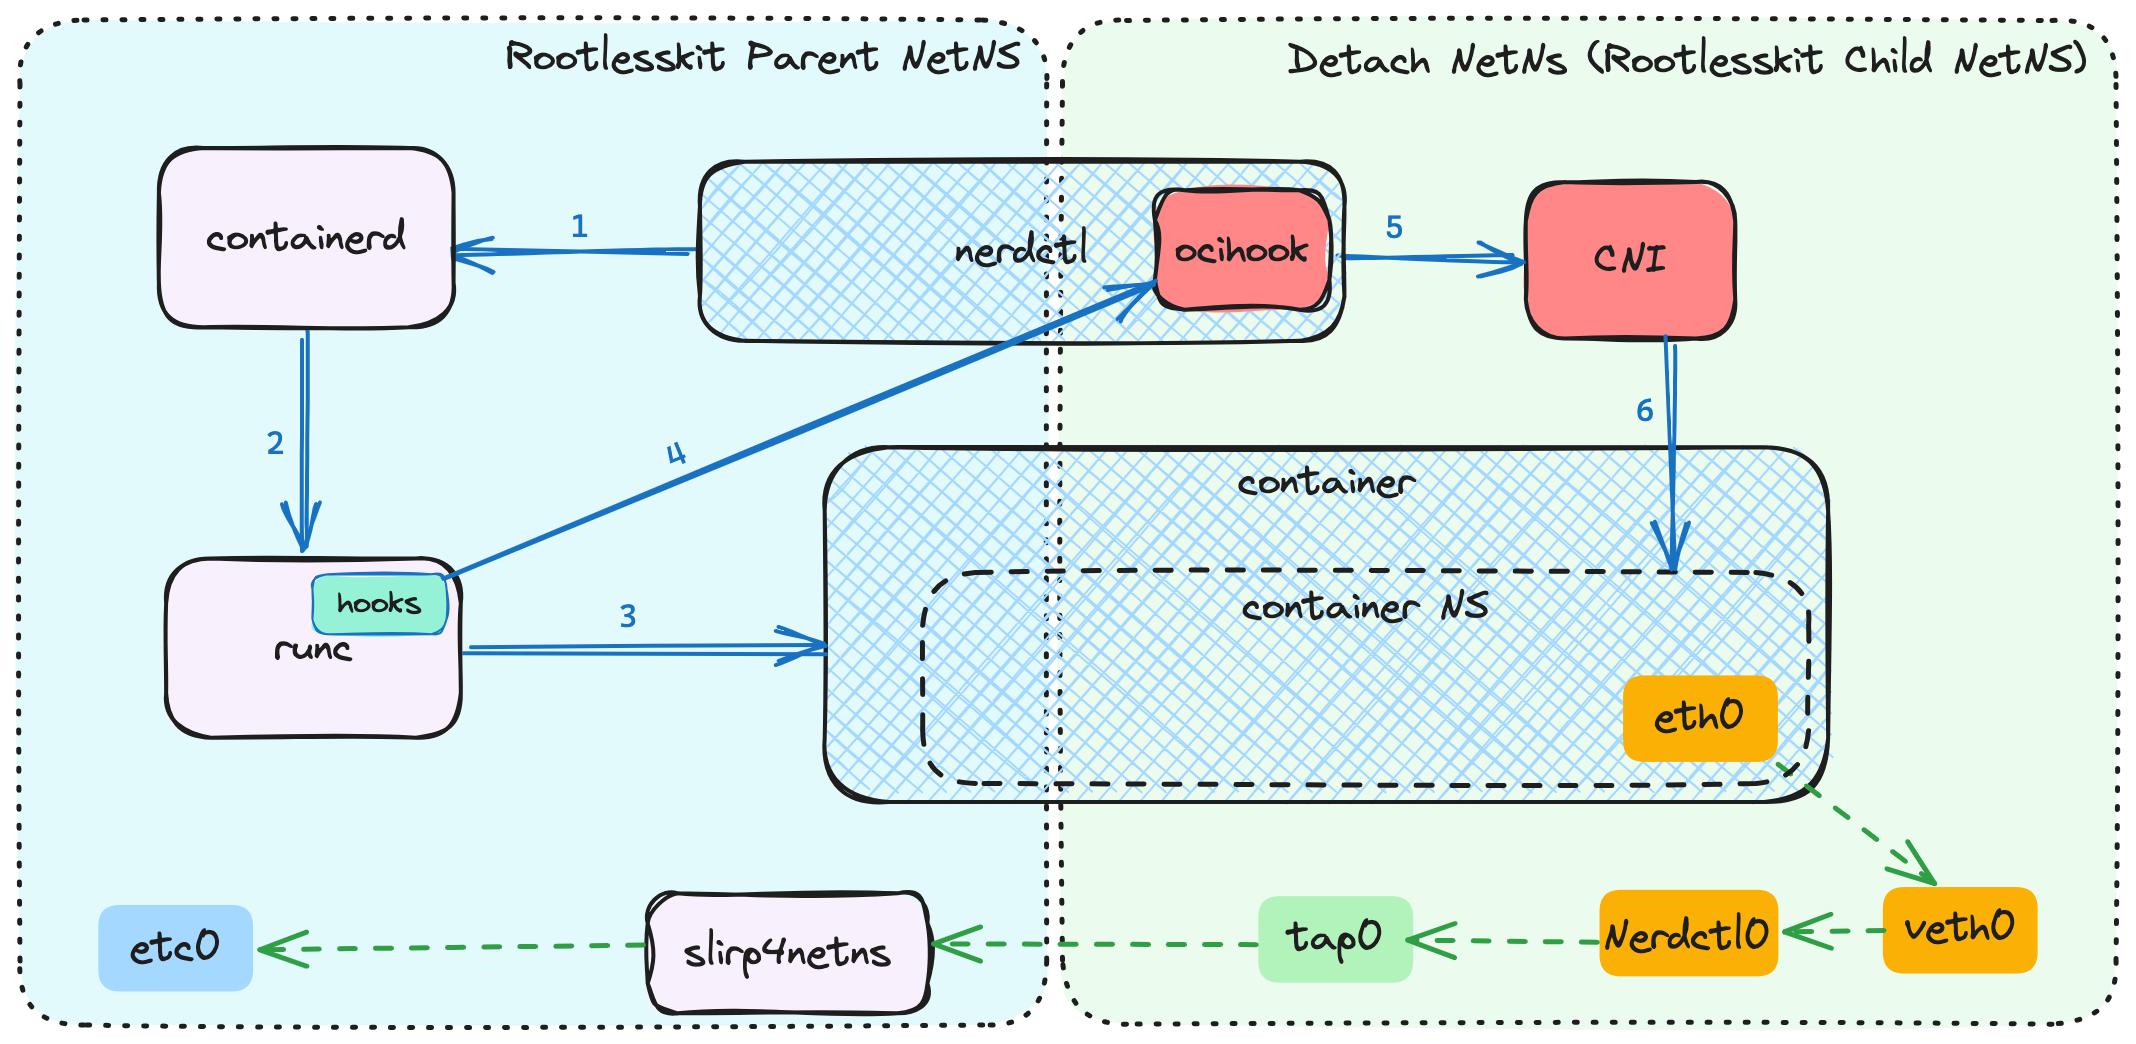 Rootlesskit Parent NetNS
Detach NetNs (Rootlesskit Child NetNS)
containerd
1
nerdctl
ocihook
5
CNI
2
4
6
container
hooks
runc
3
container NS
eth0
etc0
slirp4netns
tap0
Nerdctl0
veth0